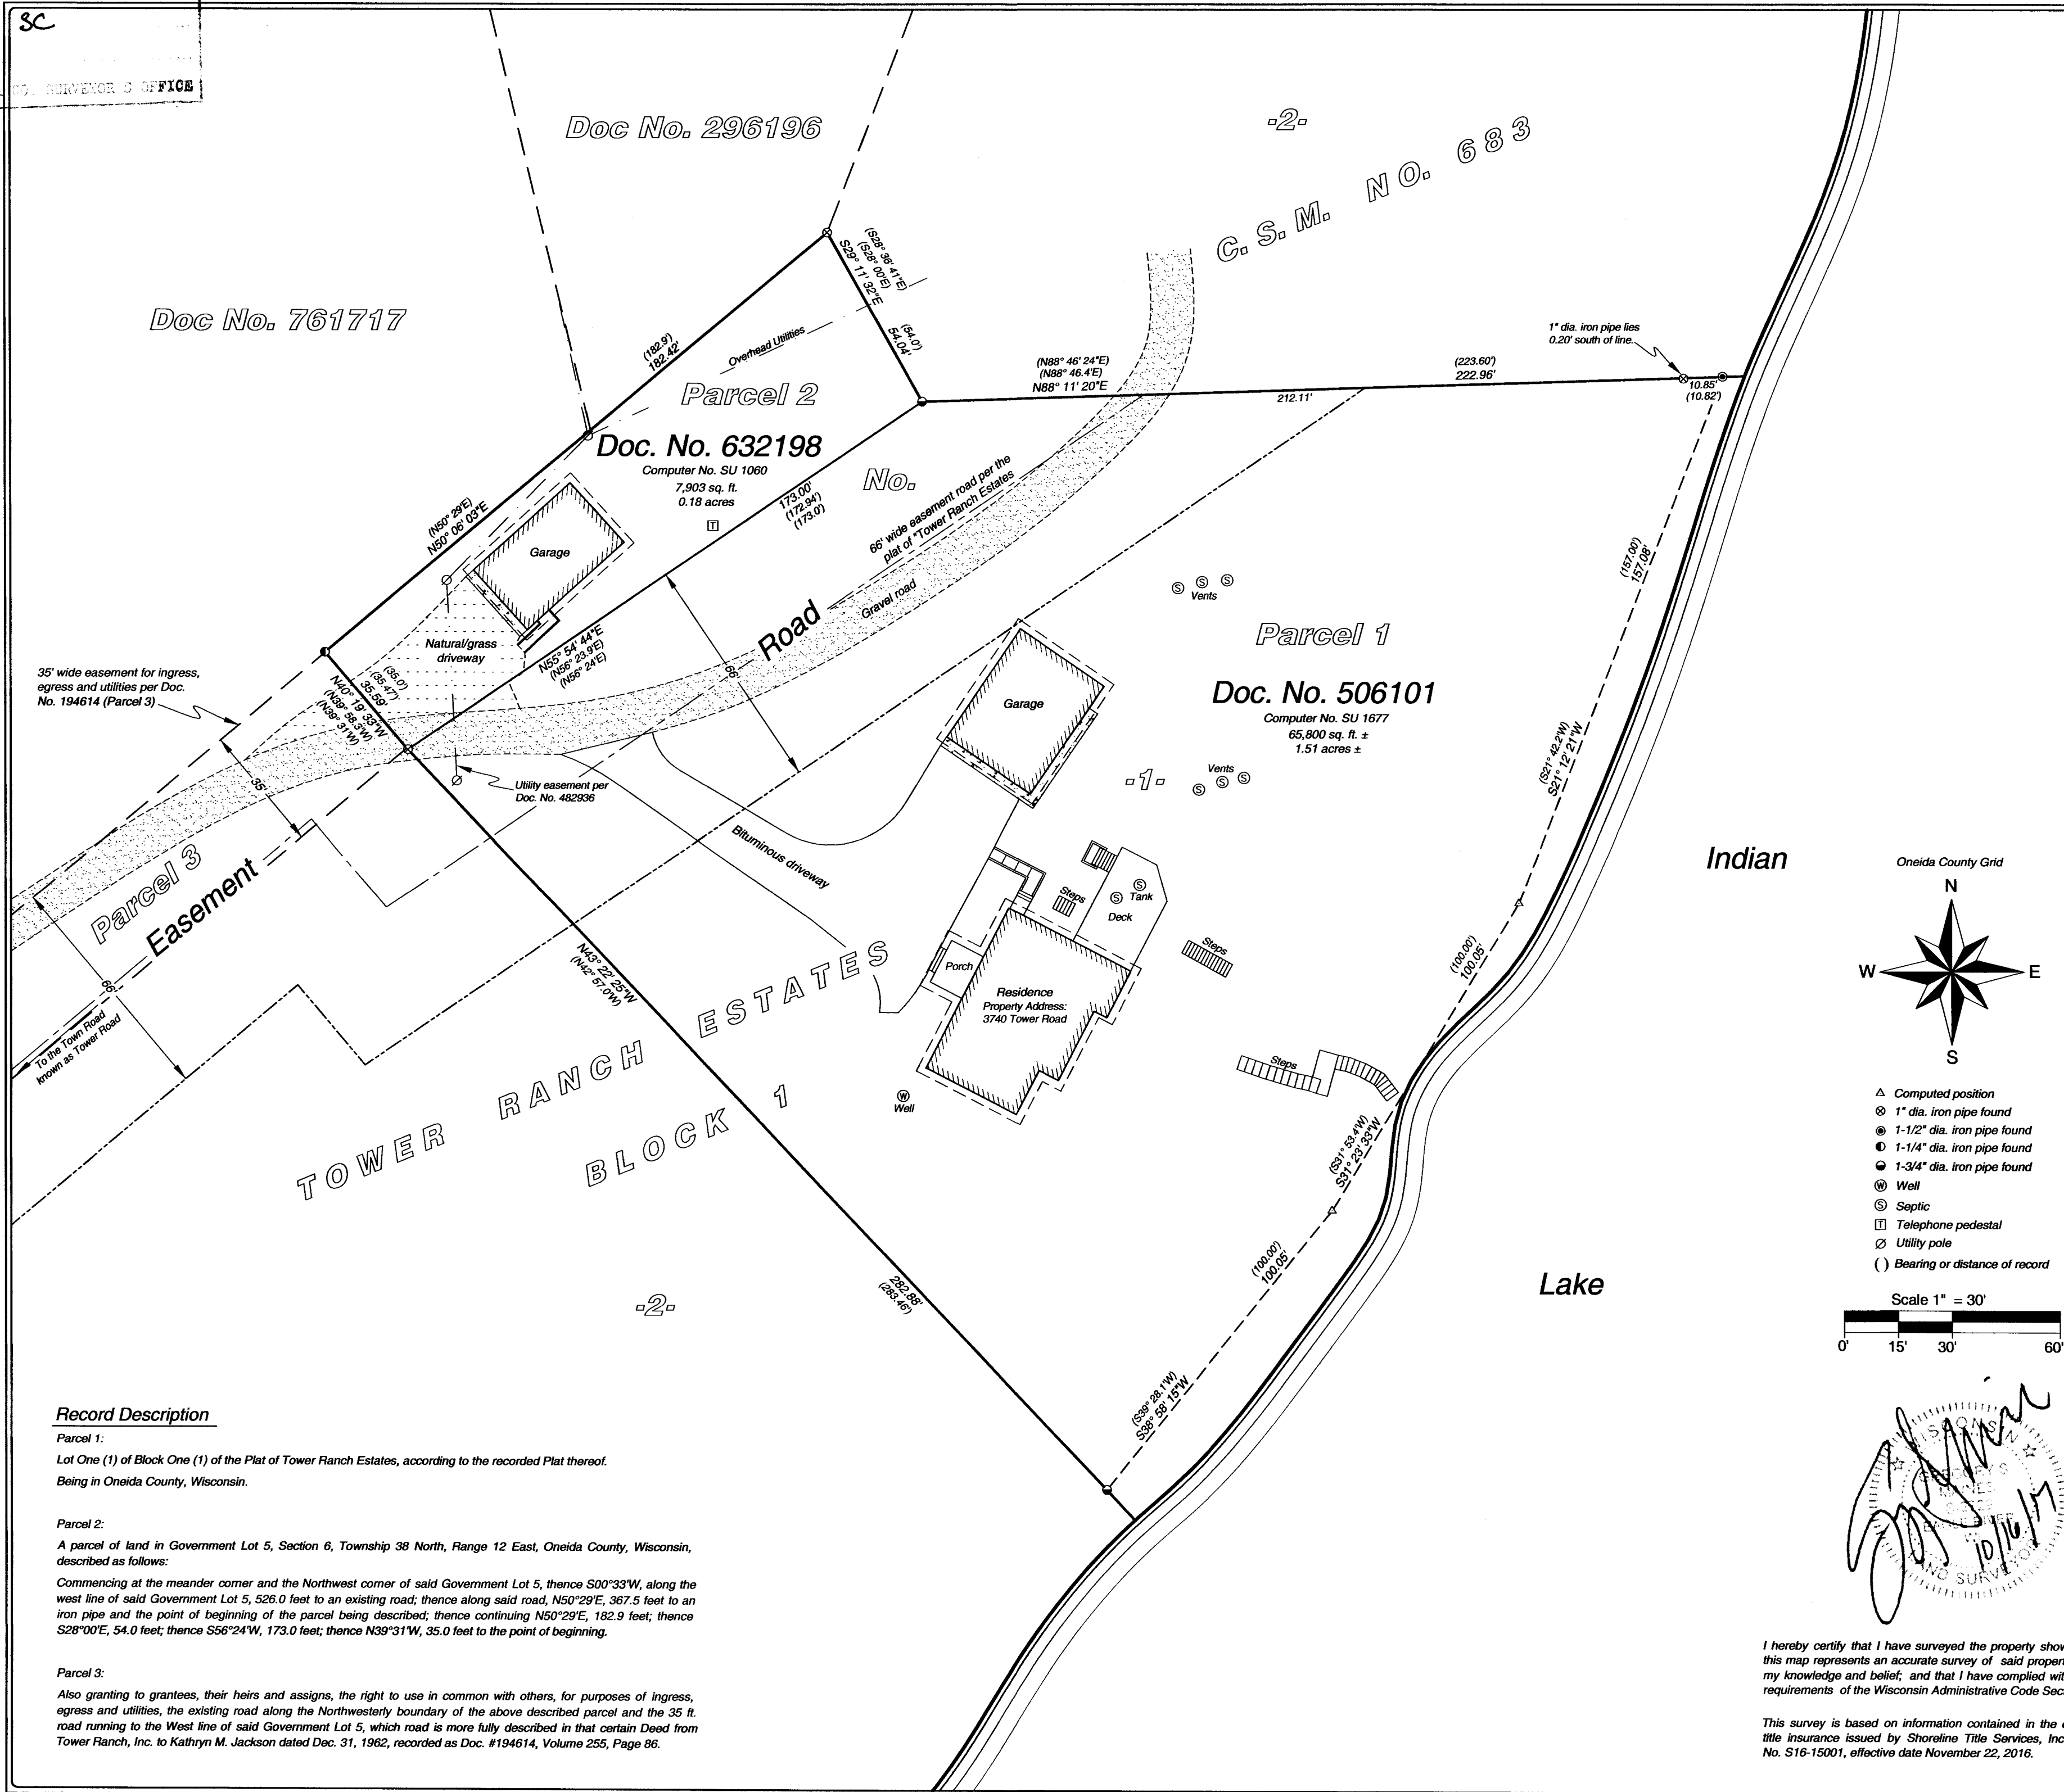 SC
SURVEYOR'S OFFICE
Doc No. 296196
-2-
C. S. M. NO. 683
Doc No. 761717
(S28° 36' 41"E)
(S28° 00'E)
S29° 11' 32"E
(54.0')
54.04'
(182.9')
182.42'
Overhead Utilities
Parcel 2
Doc. No. 632198
Computer No. SU 1060
7,903 sq. ft.
0.18 acres
T
(N88° 46' 24"E)
(N88° 46.4'E)
N88° 11' 20"E
212.11'
(223.60')
222.96'
1" dia. iron pipe lies
0.20' south of line.
10.85'
(10.82')
No.
173.00'
(172.94')
(173.0')
66' wide easement road per the
plat of "Tower Ranch Estates
Gravel road
Road
(N50° 29'E)
N50° 06' 03"E
Garage
Natural/grass
driveway
N55° 54' 44"E
(N56° 23.9'E)
(N56° 24'E)
66'
35' wide easement for ingress,
egress and utilities per Doc.
No. 194614 (Parcel 3)
(35.0')
(35.47')
35.59'
N40° 19' 33"W
(N39° 58.3'W)
(N39° 31'W)
35'
Utility easement per
Doc. No. 482936
Bituminous driveway
Parcel 3
Easement
66'
To the Town Road
known as Tower Road
S S S
Vents
(157.00')
157.08'
Parcel 1
Doc. No. 506101
Computer No. SU 1677
65,800 sq. ft. ±
1.51 acres ±
Garage
-1-
Vents
S S S
(S21° 42.2'W)
S21° 12' 21"W
Indian
Steps
S
S Tank
Deck
Steps
Porch
Residence
Property Address:
3740 Tower Road
(100.00')
100.05'
N43° 22' 25"W
(N42° 57.0'W)
TOWER RANCH ESTATES
BLOCK 1
W
Well
Steps
(S31° 53.4'W)
S31° 23' 33"W
(100.00')
100.05'
Lake
-2-
282.88'
(283.46')
(S39° 28.1'W)
S38° 58' 15"W
Oneida County Grid
N
W E
S
Computed position
1" dia. iron pipe found
1-1/2" dia. iron pipe found
1-1/4" dia. iron pipe found
1-3/4" dia. iron pipe found
W Well
S Septic
T Telephone pedestal
Utility pole
( ) Bearing or distance of record
Scale 1" = 30'
0' 15' 30' 60'
WISCONSIN
GREGORY S
MAINES
EAGLE RIVER
LAND SURVEYOR
10/16/17
Record Description
Parcel 1:
Lot One (1) of Block One (1) of the Plat of Tower Ranch Estates, according to the recorded Plat thereof.
Being in Oneida County, Wisconsin.
Parcel 2:
A parcel of land in Government Lot 5, Section 6, Township 38 North, Range 12 East, Oneida County, Wisconsin,
described as follows:
Commencing at the meander corner and the Northwest corner of said Government Lot 5, thence S00°33'W, along the
west line of said Government Lot 5, 526.0 feet to an existing road; thence along said road, N50°29'E, 367.5 feet to an
iron pipe and the point of beginning of the parcel being described; thence continuing N50°29'E, 182.9 feet; thence
S28°00'E, 54.0 feet; thence S56°24'W, 173.0 feet; thence N39°31'W, 35.0 feet to the point of beginning.
Parcel 3:
Also granting to grantees, their heirs and assigns, the right to use in common with others, for purposes of ingress,
egress and utilities, the existing road along the Northwesterly boundary of the above described parcel and the 35 ft.
road running to the West line of said Government Lot 5, which road is more fully described in that certain Deed from
Tower Ranch, Inc. to Kathryn M. Jackson dated Dec. 31, 1962, recorded as Doc. #194614, Volume 255, Page 86.
I hereby certify that I have surveyed the property show
this map represents an accurate survey of said propert
my knowledge and belief; and that I have complied wit
requirements of the Wisconsin Administrative Code Sec
This survey is based on information contained in the
title insurance issued by Shoreline Title Services, Inc
No. S16-15001, effective date November 22, 2016.